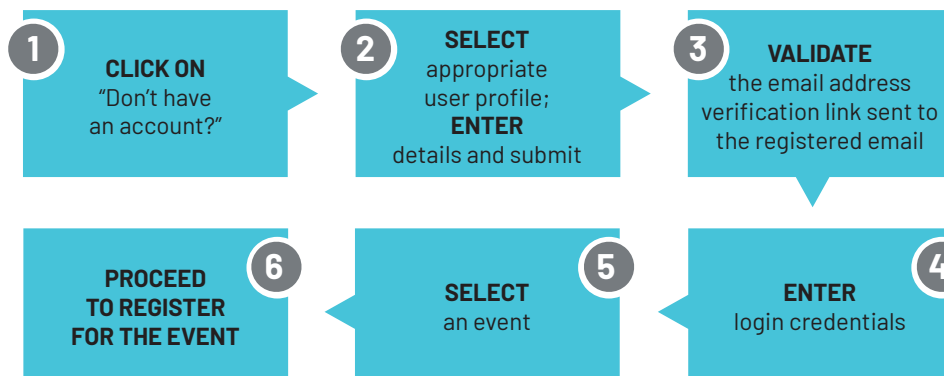 1
CLICK ON
“Don’t have
an account?”
2
SELECT
appropriate
user profile;
ENTER
details and submit
3
VALIDATE
the email address
verification link sent to
the registered email
4
ENTER
login credentials
5
SELECT
an event
6
PROCEED
TO REGISTER
FOR THE EVENT